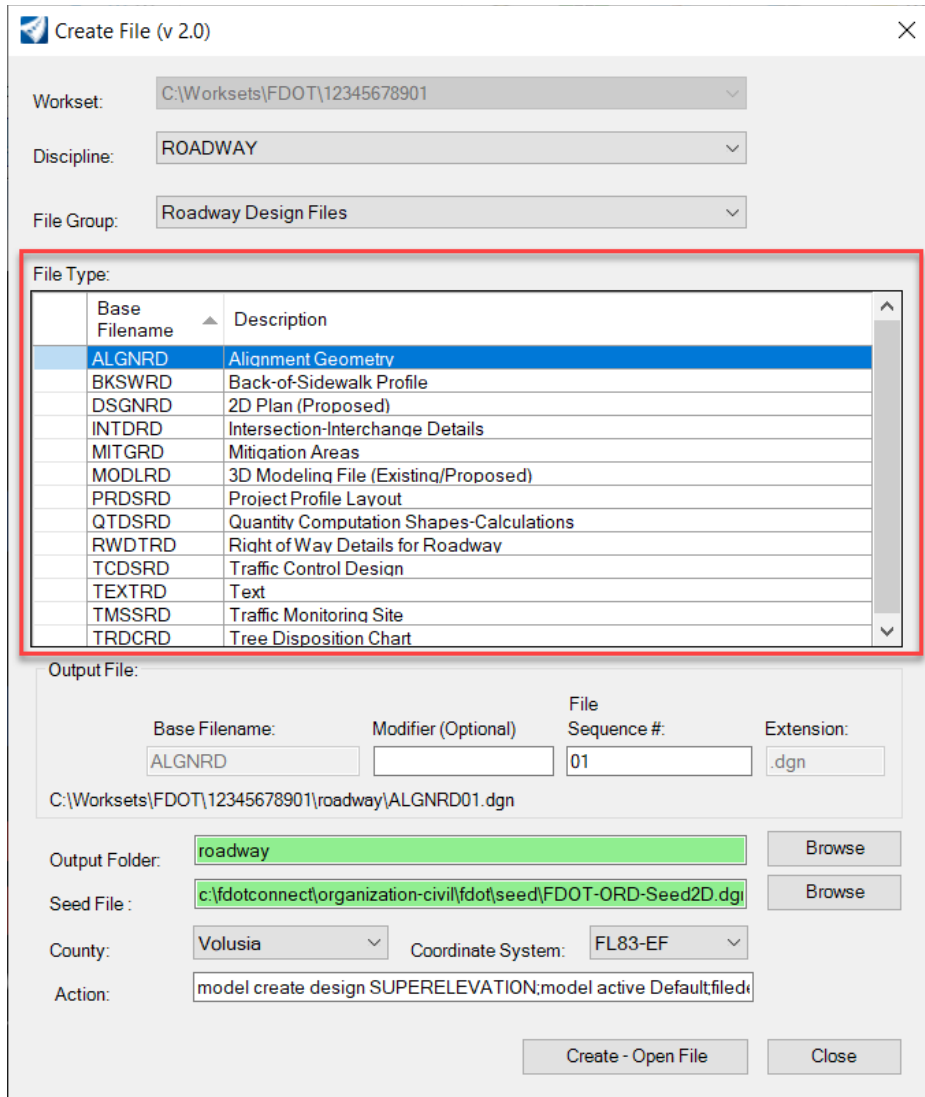 Create File (v 2.0)
Workset: C:\Worksets\FDOT\12345678901
Discipline: ROADWAY
File Group: Roadway Design Files
File Type:
Base Filename Description
ALGNRD Alignment Geometry
BKSWRD Back-of-Sidewalk Profile
DSGNRD 2D Plan (Proposed)
INTDRD Intersection-Interchange Details
MITGRD Mitigation Areas
MODLRD 3D Modeling File (Existing/Proposed)
PRDSRD Project Profile Layout
QTDSRD Quantity Computation Shapes-Calculations
RWDTRD Right of Way Details for Roadway
TCDSRD Traffic Control Design
TEXTRD Text
TMSSRD Traffic Monitoring Site
TRDCRD Tree Disposition Chart
Output File:
Base Filename: Modifier (Optional) File Sequence #: Extension:
ALGNRD 01 .dgn
C:\Worksets\FDOT\12345678901\roadway\ALGNRD01.dgn
Output Folder: roadway Browse
Seed File : c:\fdotconnect\organization-civil\fdot\seed\FDOT-ORD-Seed2D.dgn Browse
County: Volusia Coordinate System: FL83-EF
Action: model create design SUPERELEVATION;model active Default;filede
Create - Open File Close